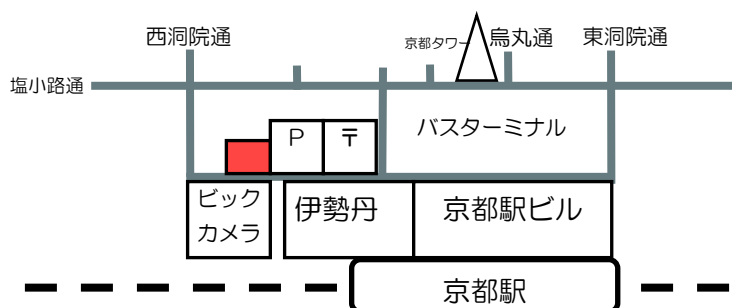 西洞院通
京都タワー
烏丸通
東洞院通
塩小路通
P
〒
バスターミナル
ビック
カメラ
伊勢丹
京都駅ビル
京都駅